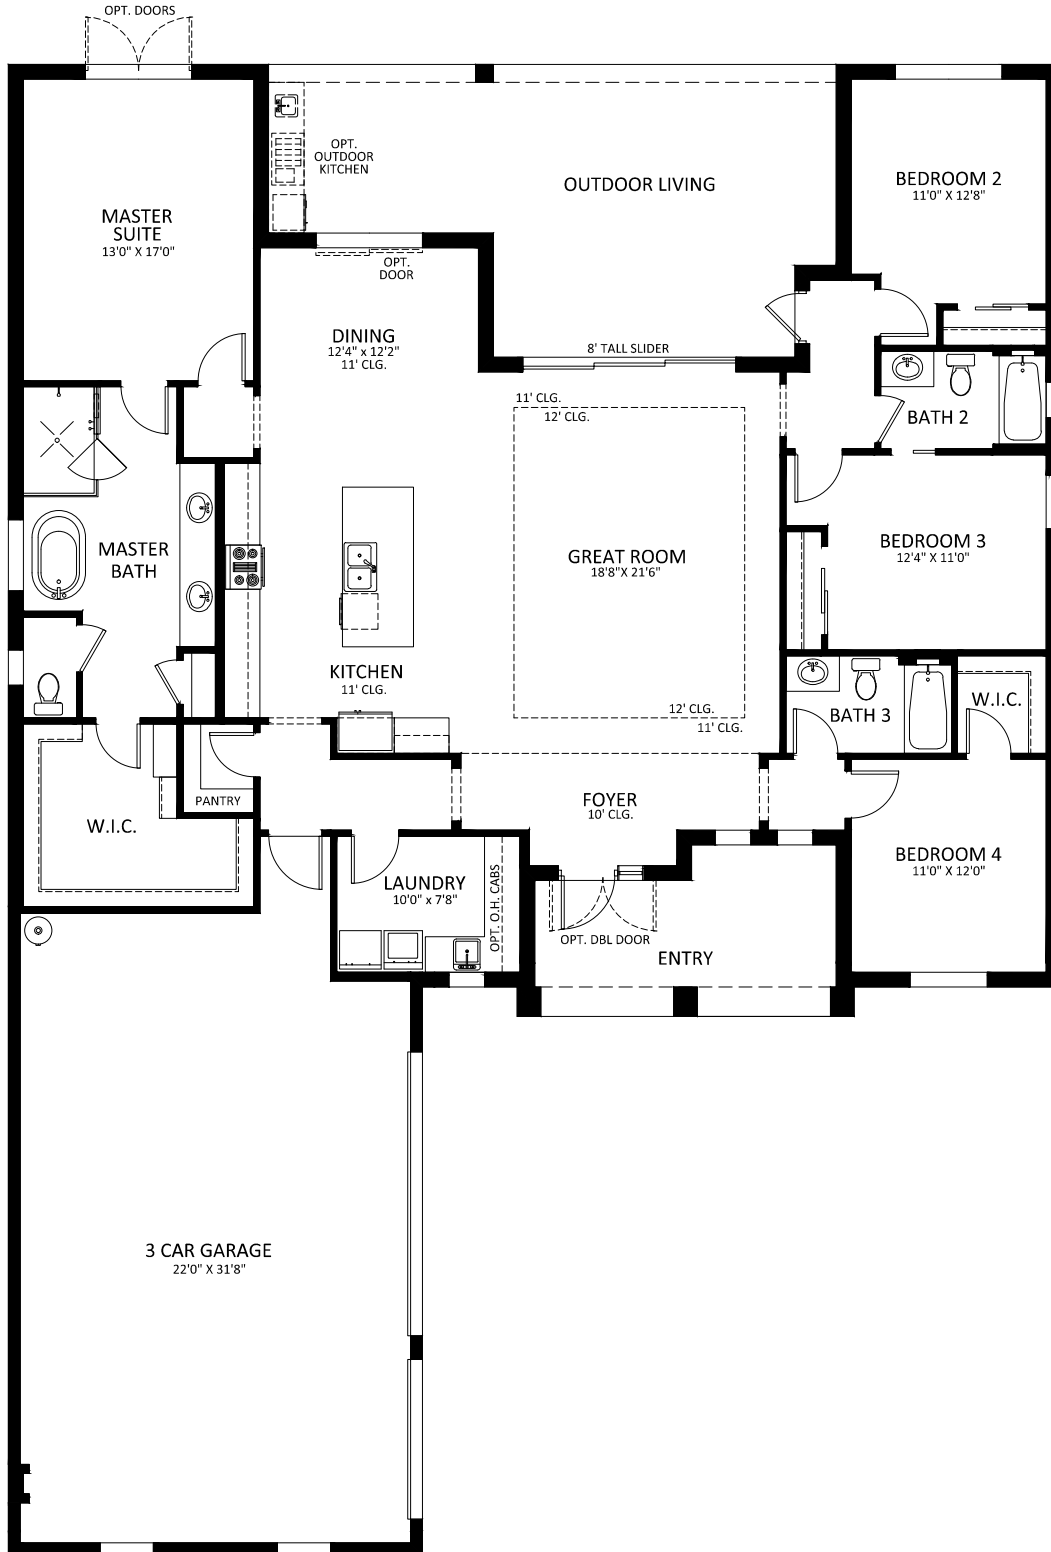 OPT. DOORS
OPT.
OUTDOOR
KITCHEN
OUTDOOR LIVING
BEDROOM 2
11'0" X 12'8"
MASTER
SUITE
13'0" X 17'0"
OPT.
DOOR
DINING
12'4" x 12'2"
11' CLG.
8' TALL SLIDER
11' CLG.
12' CLG.
BATH 2
MASTER
BATH
GREAT ROOM
18'8"X 21'6"
BEDROOM 3
12'4" X 11'0"
KITCHEN
11' CLG.
12' CLG.
11' CLG.
BATH 3
W.I.C.
PANTRY
W.I.C.
FOYER
10' CLG.
LAUNDRY
10'0" x 7'8"
OPT. O.H. CABS
BEDROOM 4
11'0" X 12'0"
OPT. DBL DOOR
ENTRY
3 CAR GARAGE
22'0" X 31'8"